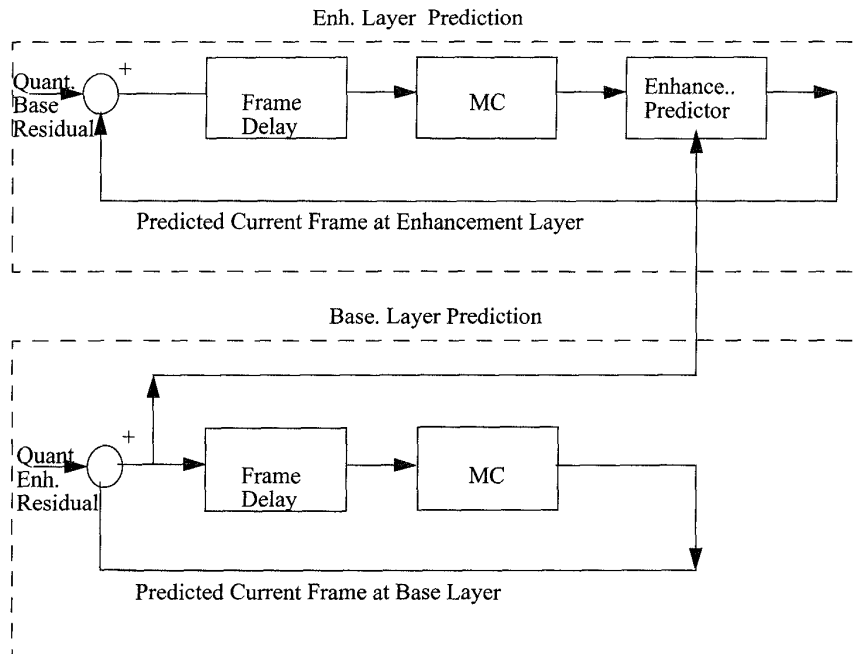 Enh. Layer Prediction
+
Quant.
Base
Residual
Frame
Delay
MC
Enhance..
Predictor
Predicted Current Frame at Enhancement Layer
Base. Layer Prediction
+
Quant
Enh.
Residual
Frame
Delay
MC
Predicted Current Frame at Base Layer